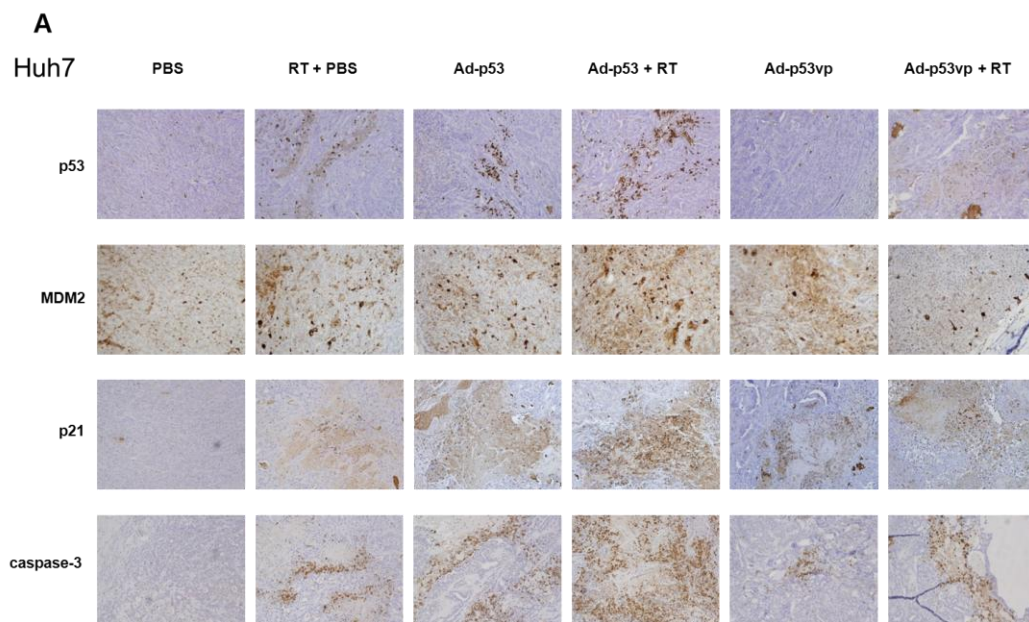 A
Huh7
PBS RT + PBS Ad-p53 Ad-p53 + RT Ad-p53vp Ad-p53vp + RT
p53
MDM2
p21
caspase-3